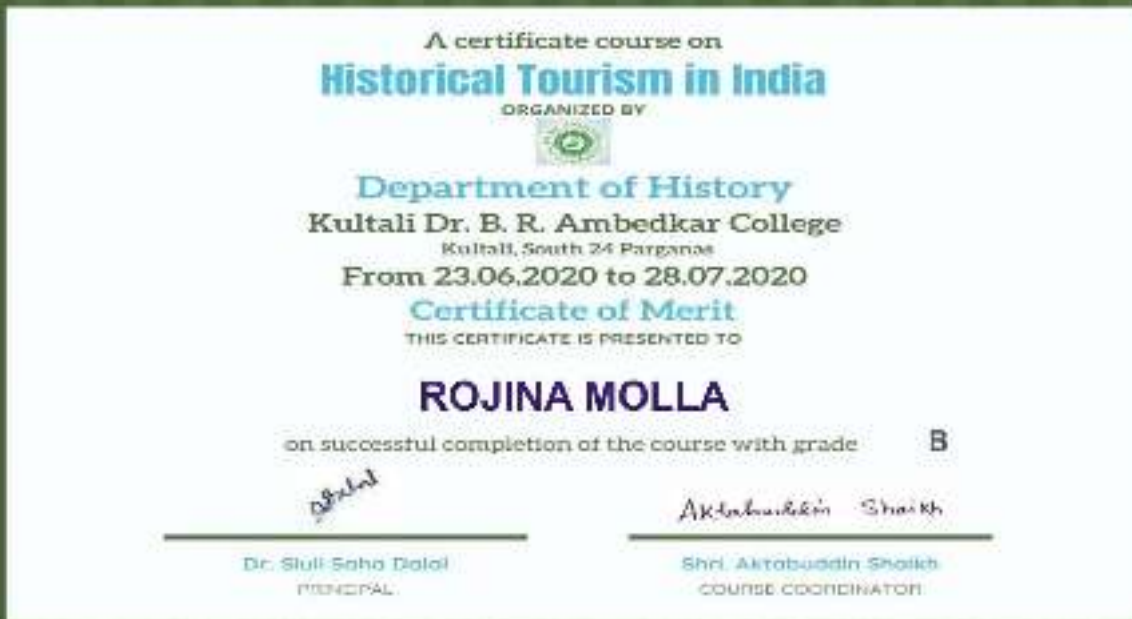 A certificate course on
Historical Tourism in India
ORGANIZED BY
Department of History
Kultali Dr. B. R. Ambedkar College
Kultali, South 24 Parganas
From 23.06.2020 to 28.07.2020
Certificate of Merit
THIS CERTIFICATE IS PRESENTED TO
ROJINA MOLLA
on successful completion of the course with grade B
Aktabuddin Shaikh
Dr. Siuli Saha Dalal
Shri. Aktabuddin Shaikh
PRINCIPAL
COURSE COORDINATOR